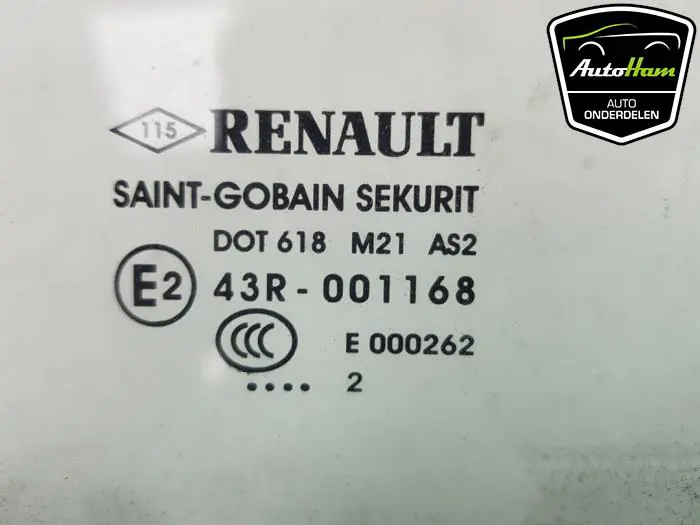 AutoHam
AUTO
ONDERDELEN
115 RENAULT
SAINT-GOBAIN SEKURIT
DOT 618 M21 AS2
E2 43R - 001168
CCC E 000262
.... 2